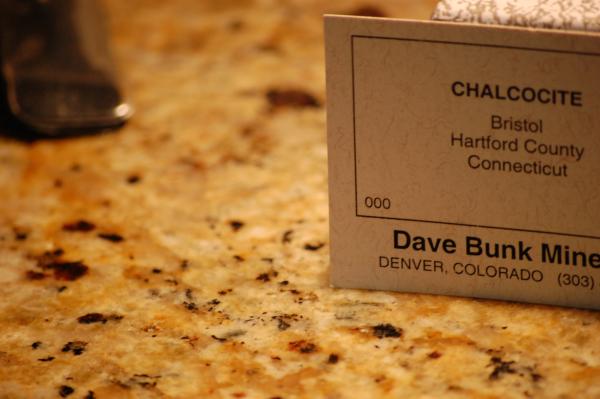 CHALCOCITE
Bristol
Hartford County
Connecticut
000
Dave Bunk Mine
DENVER, COLORADO (303)